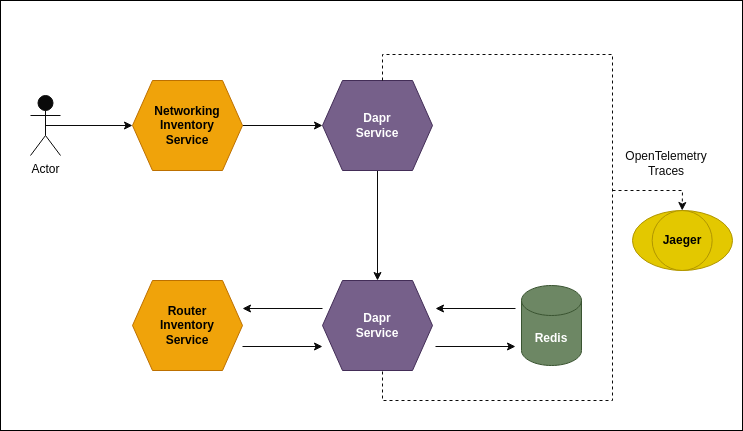 Networking
Inventory
Service
Dapr
Service
Actor
OpenTelemetry
Traces
Jaeger
Router
Inventory
Service
Dapr
Service
Redis